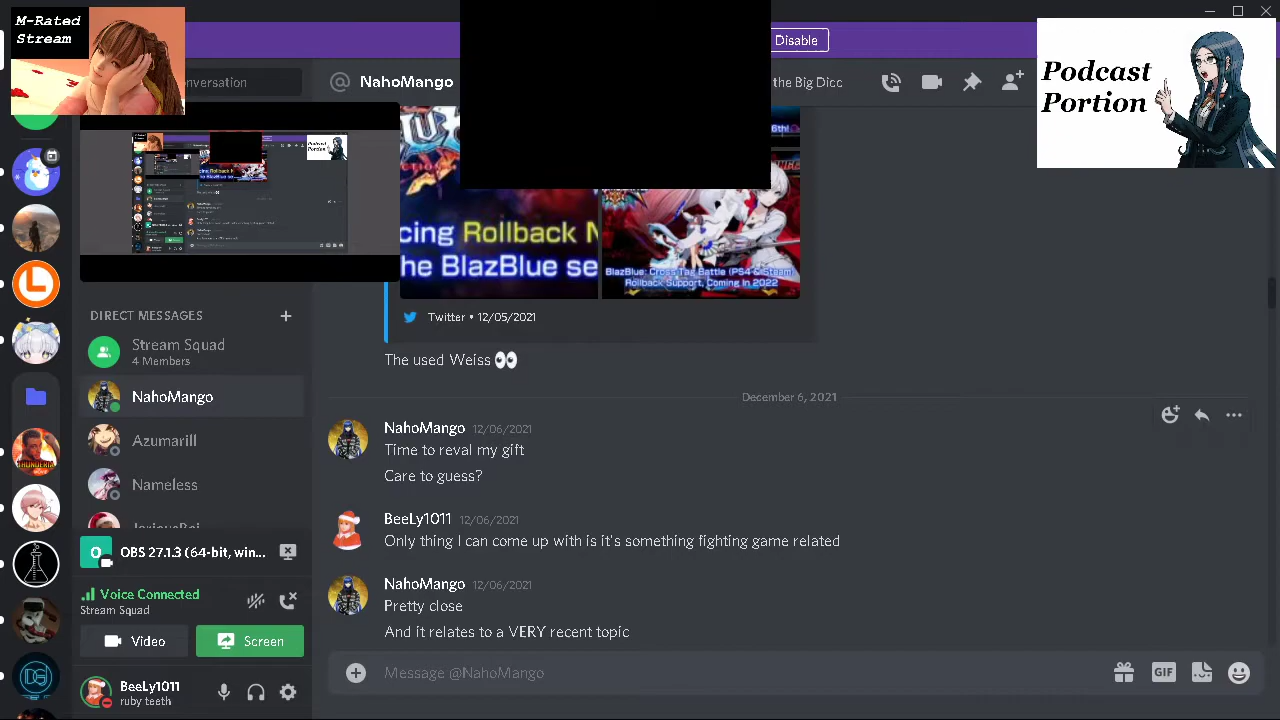 M-Rated
Stream
Disable
Podcast
Portion
onversation
NahoMango
the Big Dicc
cing Rollback N
he BlazBlue se
BlazBlue: Cross Tag Battle (PS4 & Steam)
Rollback Support, Coming In 2022
Twitter • 12/05/2021
The used Weiss 👀
DIRECT MESSAGES
Stream Squad
4 Members
NahoMango
Azumarill
Nameless
December 6, 2021
NahoMango 12/06/2021
Time to reval my gift
Care to guess?
BeeLy1011 12/06/2021
Only thing I can come up with is it's something fighting game related
NahoMango 12/06/2021
Pretty close
And it relates to a VERY recent topic
OBS 27.1.3 (64-bit, win...
Voice Connected
Stream Squad
Video
Screen
BeeLy1011
ruby teeth
Message @NahoMango
GIF